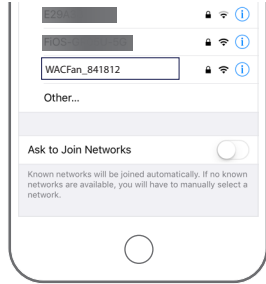 WACFan_841812
Other...
Ask to Join Networks
Known networks will be joined automatically. If no known
networks are available, you will have to manually select a
network.